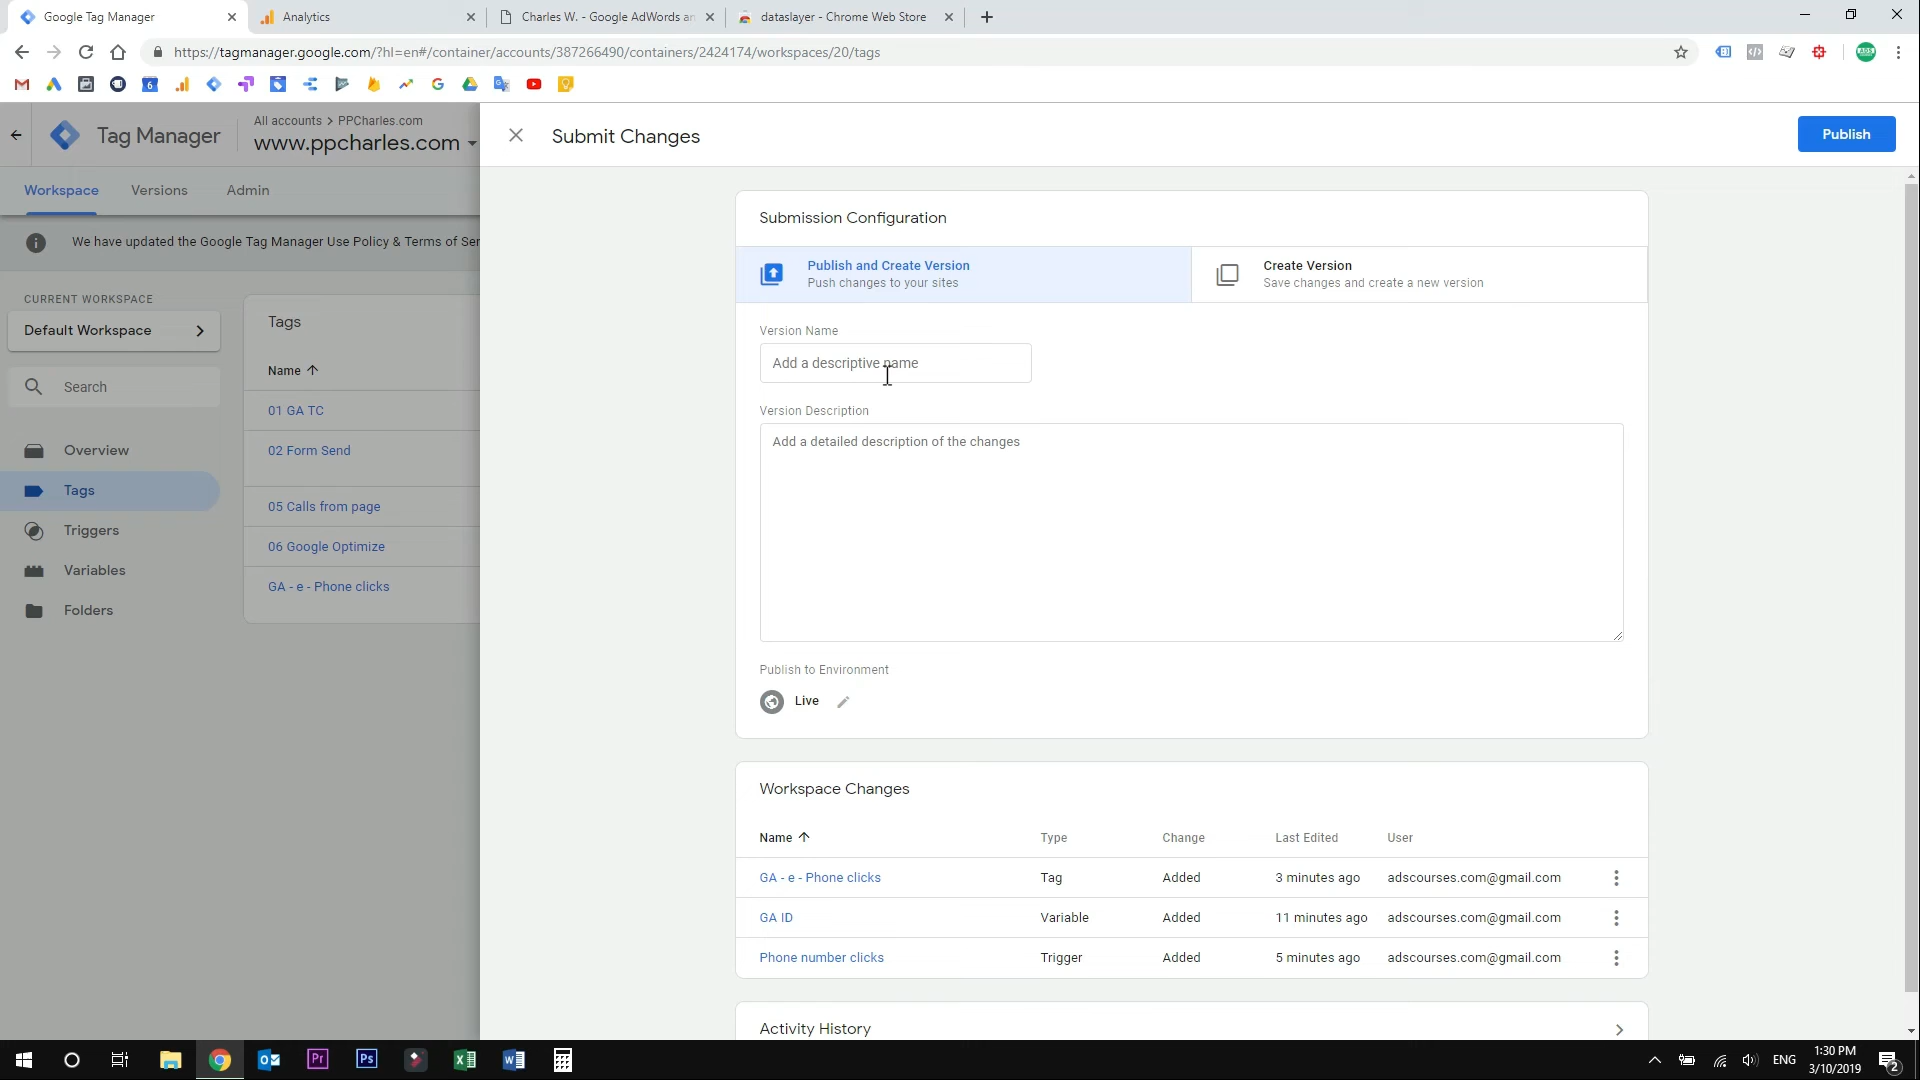 Google Tag Manager
Analytics
Charles W. - Google AdWords an
dataslayer - Chrome Web Store
https://tagmanager.google.com/?hl=en#/container/accounts/387266490/containers/2424174/workspaces/20/tags
Tag Manager
All accounts > PPCharles.com
www.ppcharles.com
Submit Changes
Publish
Workspace
Versions
Admin
We have updated the Google Tag Manager Use Policy & Terms of Ser
CURRENT WORKSPACE
Default Workspace
Search
Overview
Tags
Triggers
Variables
Folders
Tags
Name
01 GA TC
02 Form Send
05 Calls from page
06 Google Optimize
GA - e - Phone clicks
Submission Configuration
Publish and Create Version
Push changes to your sites
Create Version
Save changes and create a new version
Version Name
Add a descriptive name
Version Description
Add a detailed description of the changes
Publish to Environment
Live
Workspace Changes
Name Type Change Last Edited User
GA - e - Phone clicks Tag Added 3 minutes ago adscourses.com@gmail.com
GA ID Variable Added 11 minutes ago adscourses.com@gmail.com
Phone number clicks Trigger Added 5 minutes ago adscourses.com@gmail.com
Activity History
ENG
1:30 PM
3/10/2019
2